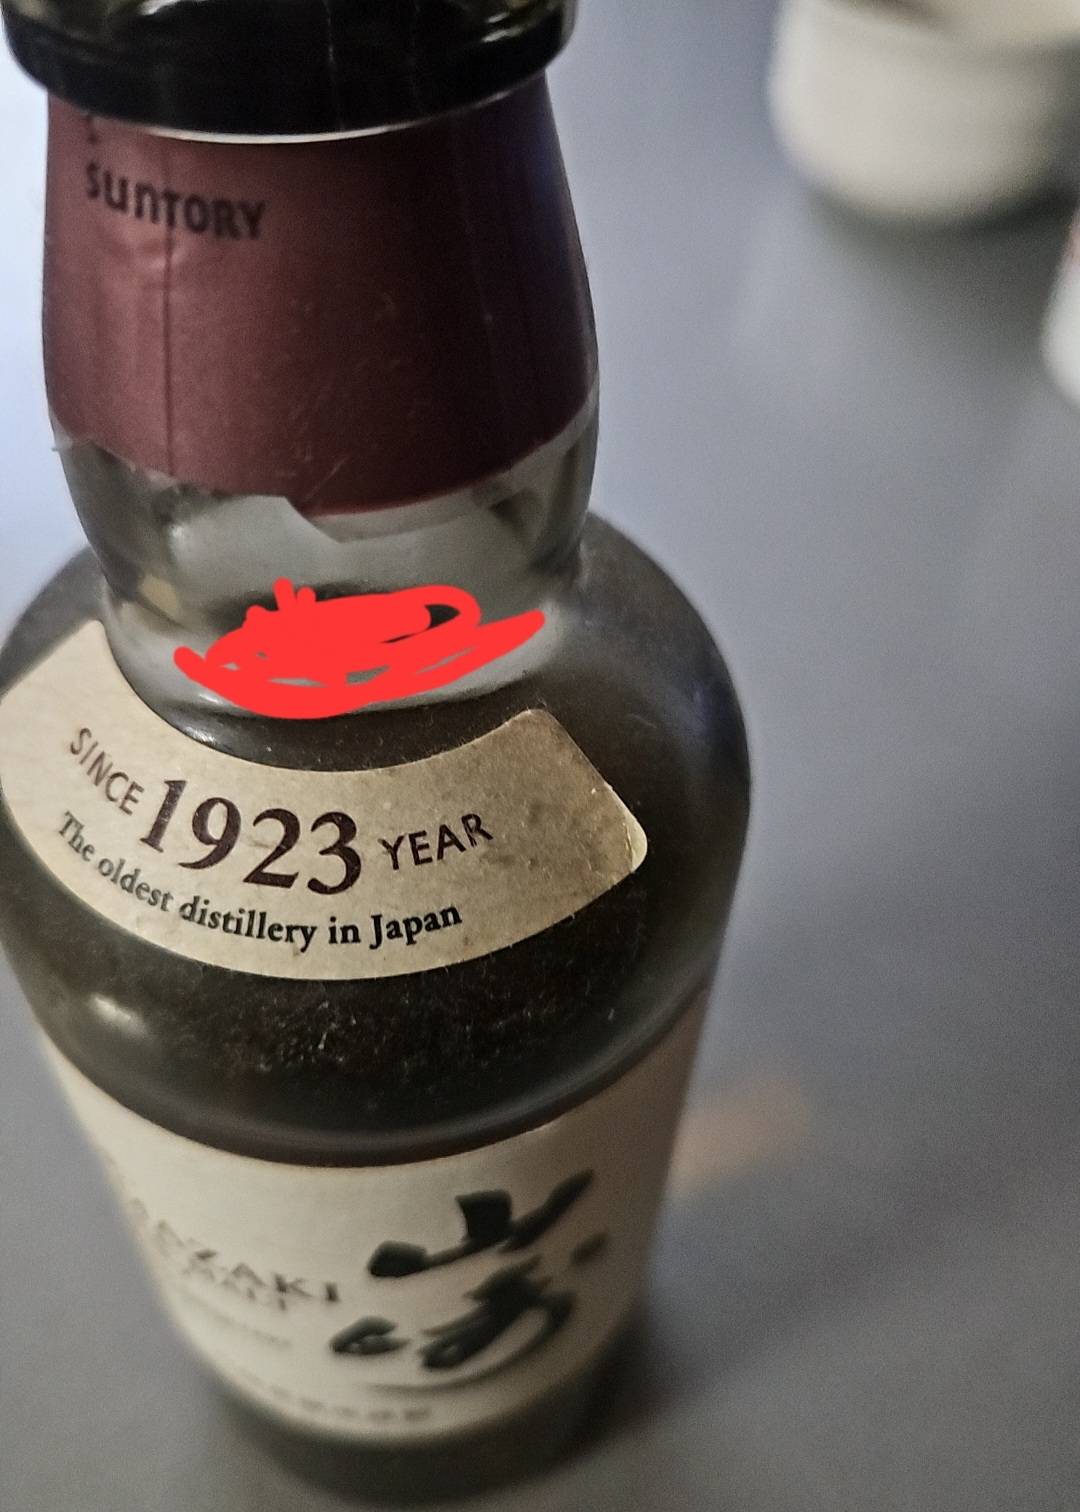 SUNTORY
SINCE 1923 YEAR
The oldest distillery in Japan
山崎